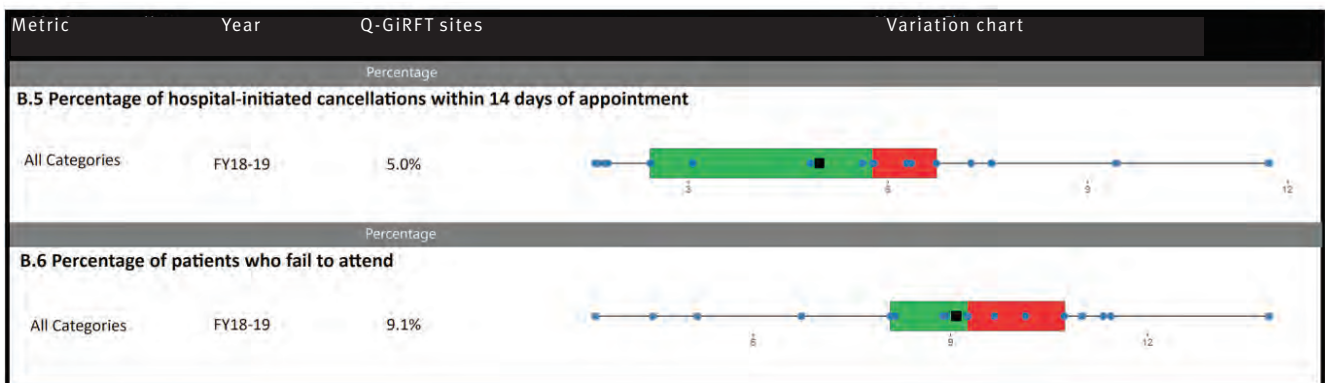 Metric Year Q-GiRFT sites Variation chart
Percentage
B.5 Percentage of hospital-initiated cancellations within 14 days of appointment
All Categories FY18-19 5.0%
3 6 9 12
Percentage
B.6 Percentage of patients who fail to attend
All Categories FY18-19 9.1%
6 9 12